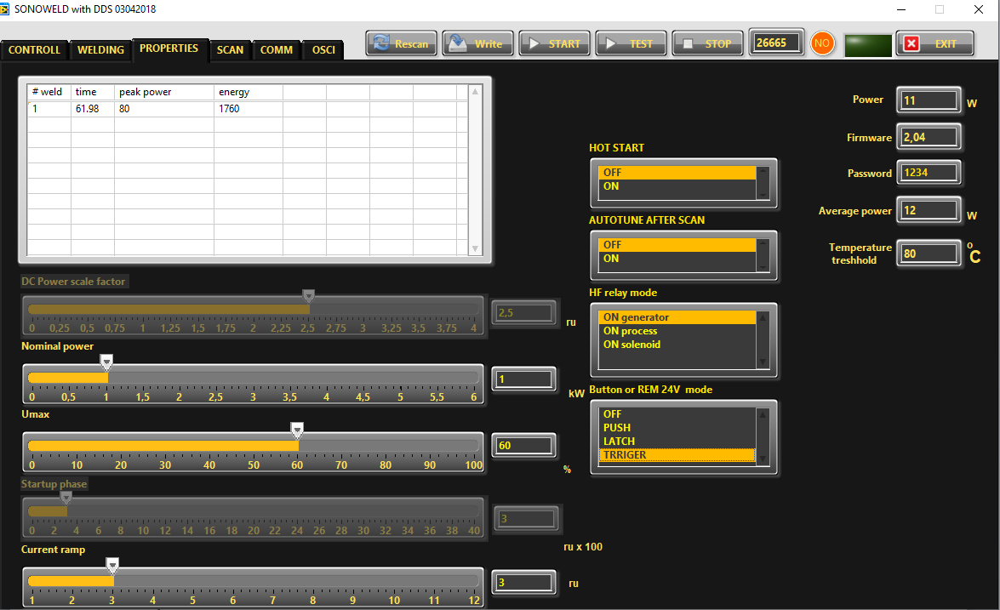 SONOWELD with DDS 03042018
CONTROLL WELDING PROPERTIES SCAN COMM OSCI
Rescan Write START TEST STOP 26665 NO EXIT
# weld time peak power energy
1 61.98 80 1760
DC Power scale factor
0 0,25 0,5 0,75 1 1,25 1,5 1,75 2 2,25 2,5 2,75 3 3,25 3,5 3,75 4
2,5 ru
Nominal power
0 0,5 1 1,5 2 2,5 3 3,5 4 4,5 5 5,5 6
1 kW
Umax
0 10 20 30 40 50 60 70 80 90 100
60 %
Startup phase
0 2 4 6 8 10 12 14 16 18 20 22 24 26 28 30 32 34 36 38 40
3 ru x 100
Current ramp
1 2 3 4 5 6 7 8 9 10 11 12
3 ru
HOT START
OFF
ON
AUTOTUNE AFTER SCAN
OFF
ON
HF relay mode
ON generator
ON process
ON solenoid
Button or REM 24V mode
OFF
PUSH
LATCH
TRRIGER
Power 11 W
Firmware 2,04
Password 1234
Average power 12 W
Temperature
treshhold 80 °C